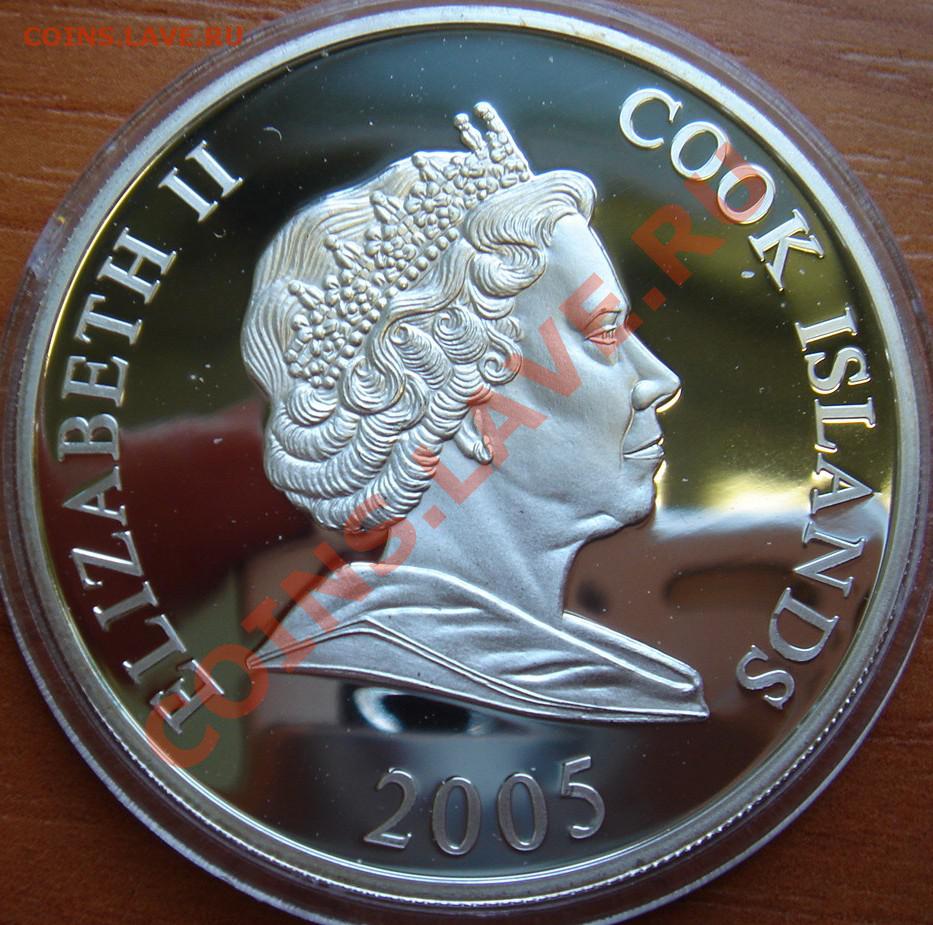 COINS.LAVE.RU
ELIZABETH II
COOK ISLANDS
2005
COINS.LAVE.RU